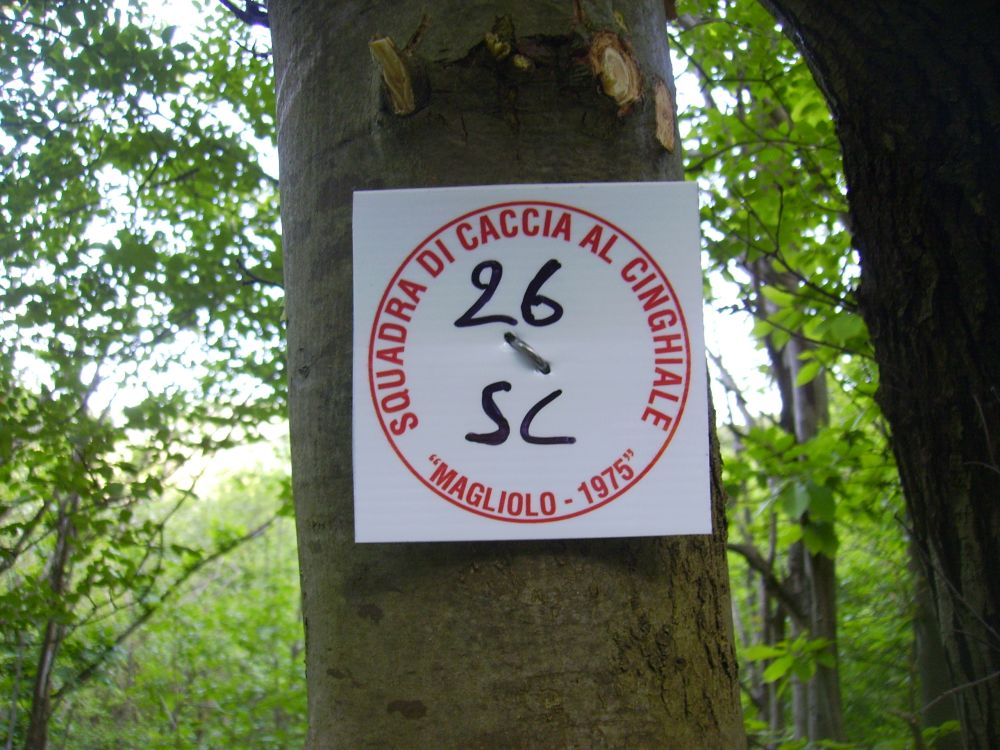 SQUADRA DI CACCIA AL CINGHIALE
26
SC
"MAGLIOLO - 1975"